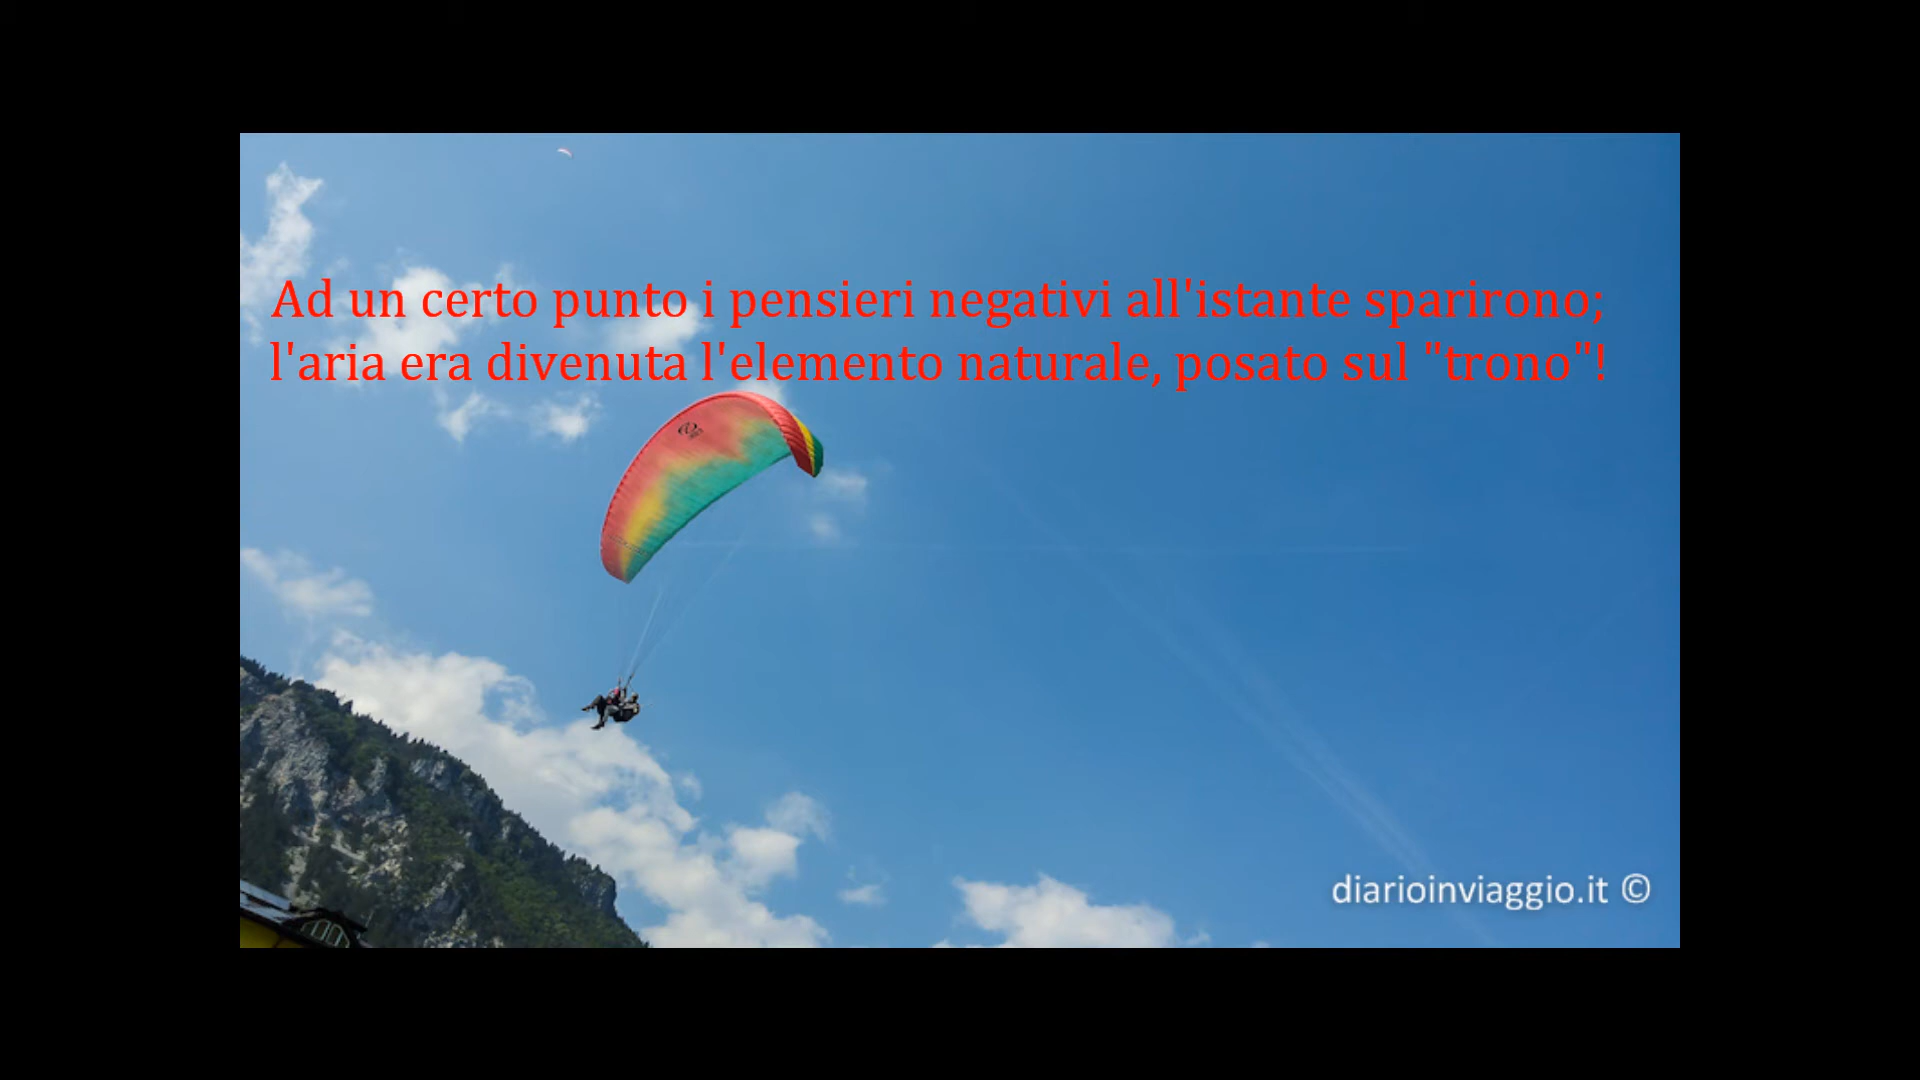 Ad un certo punto i pensieri negativi all'istante sparirono;
l'aria era divenuta l'elemento naturale, posato sul "trono"!
diarioinviaggio.it ©